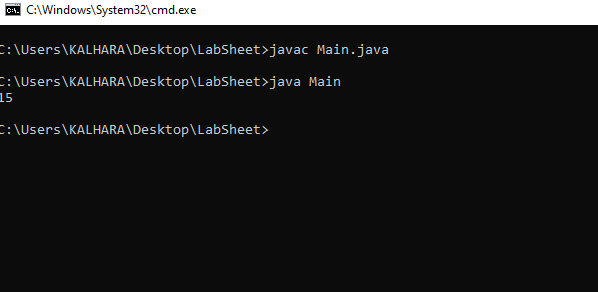 C:\Windows\System32\cmd.exe
C:\Users\KALHARA\Desktop\LabSheet>javac Main.java
C:\Users\KALHARA\Desktop\LabSheet>java Main
15
C:\Users\KALHARA\Desktop\LabSheet>